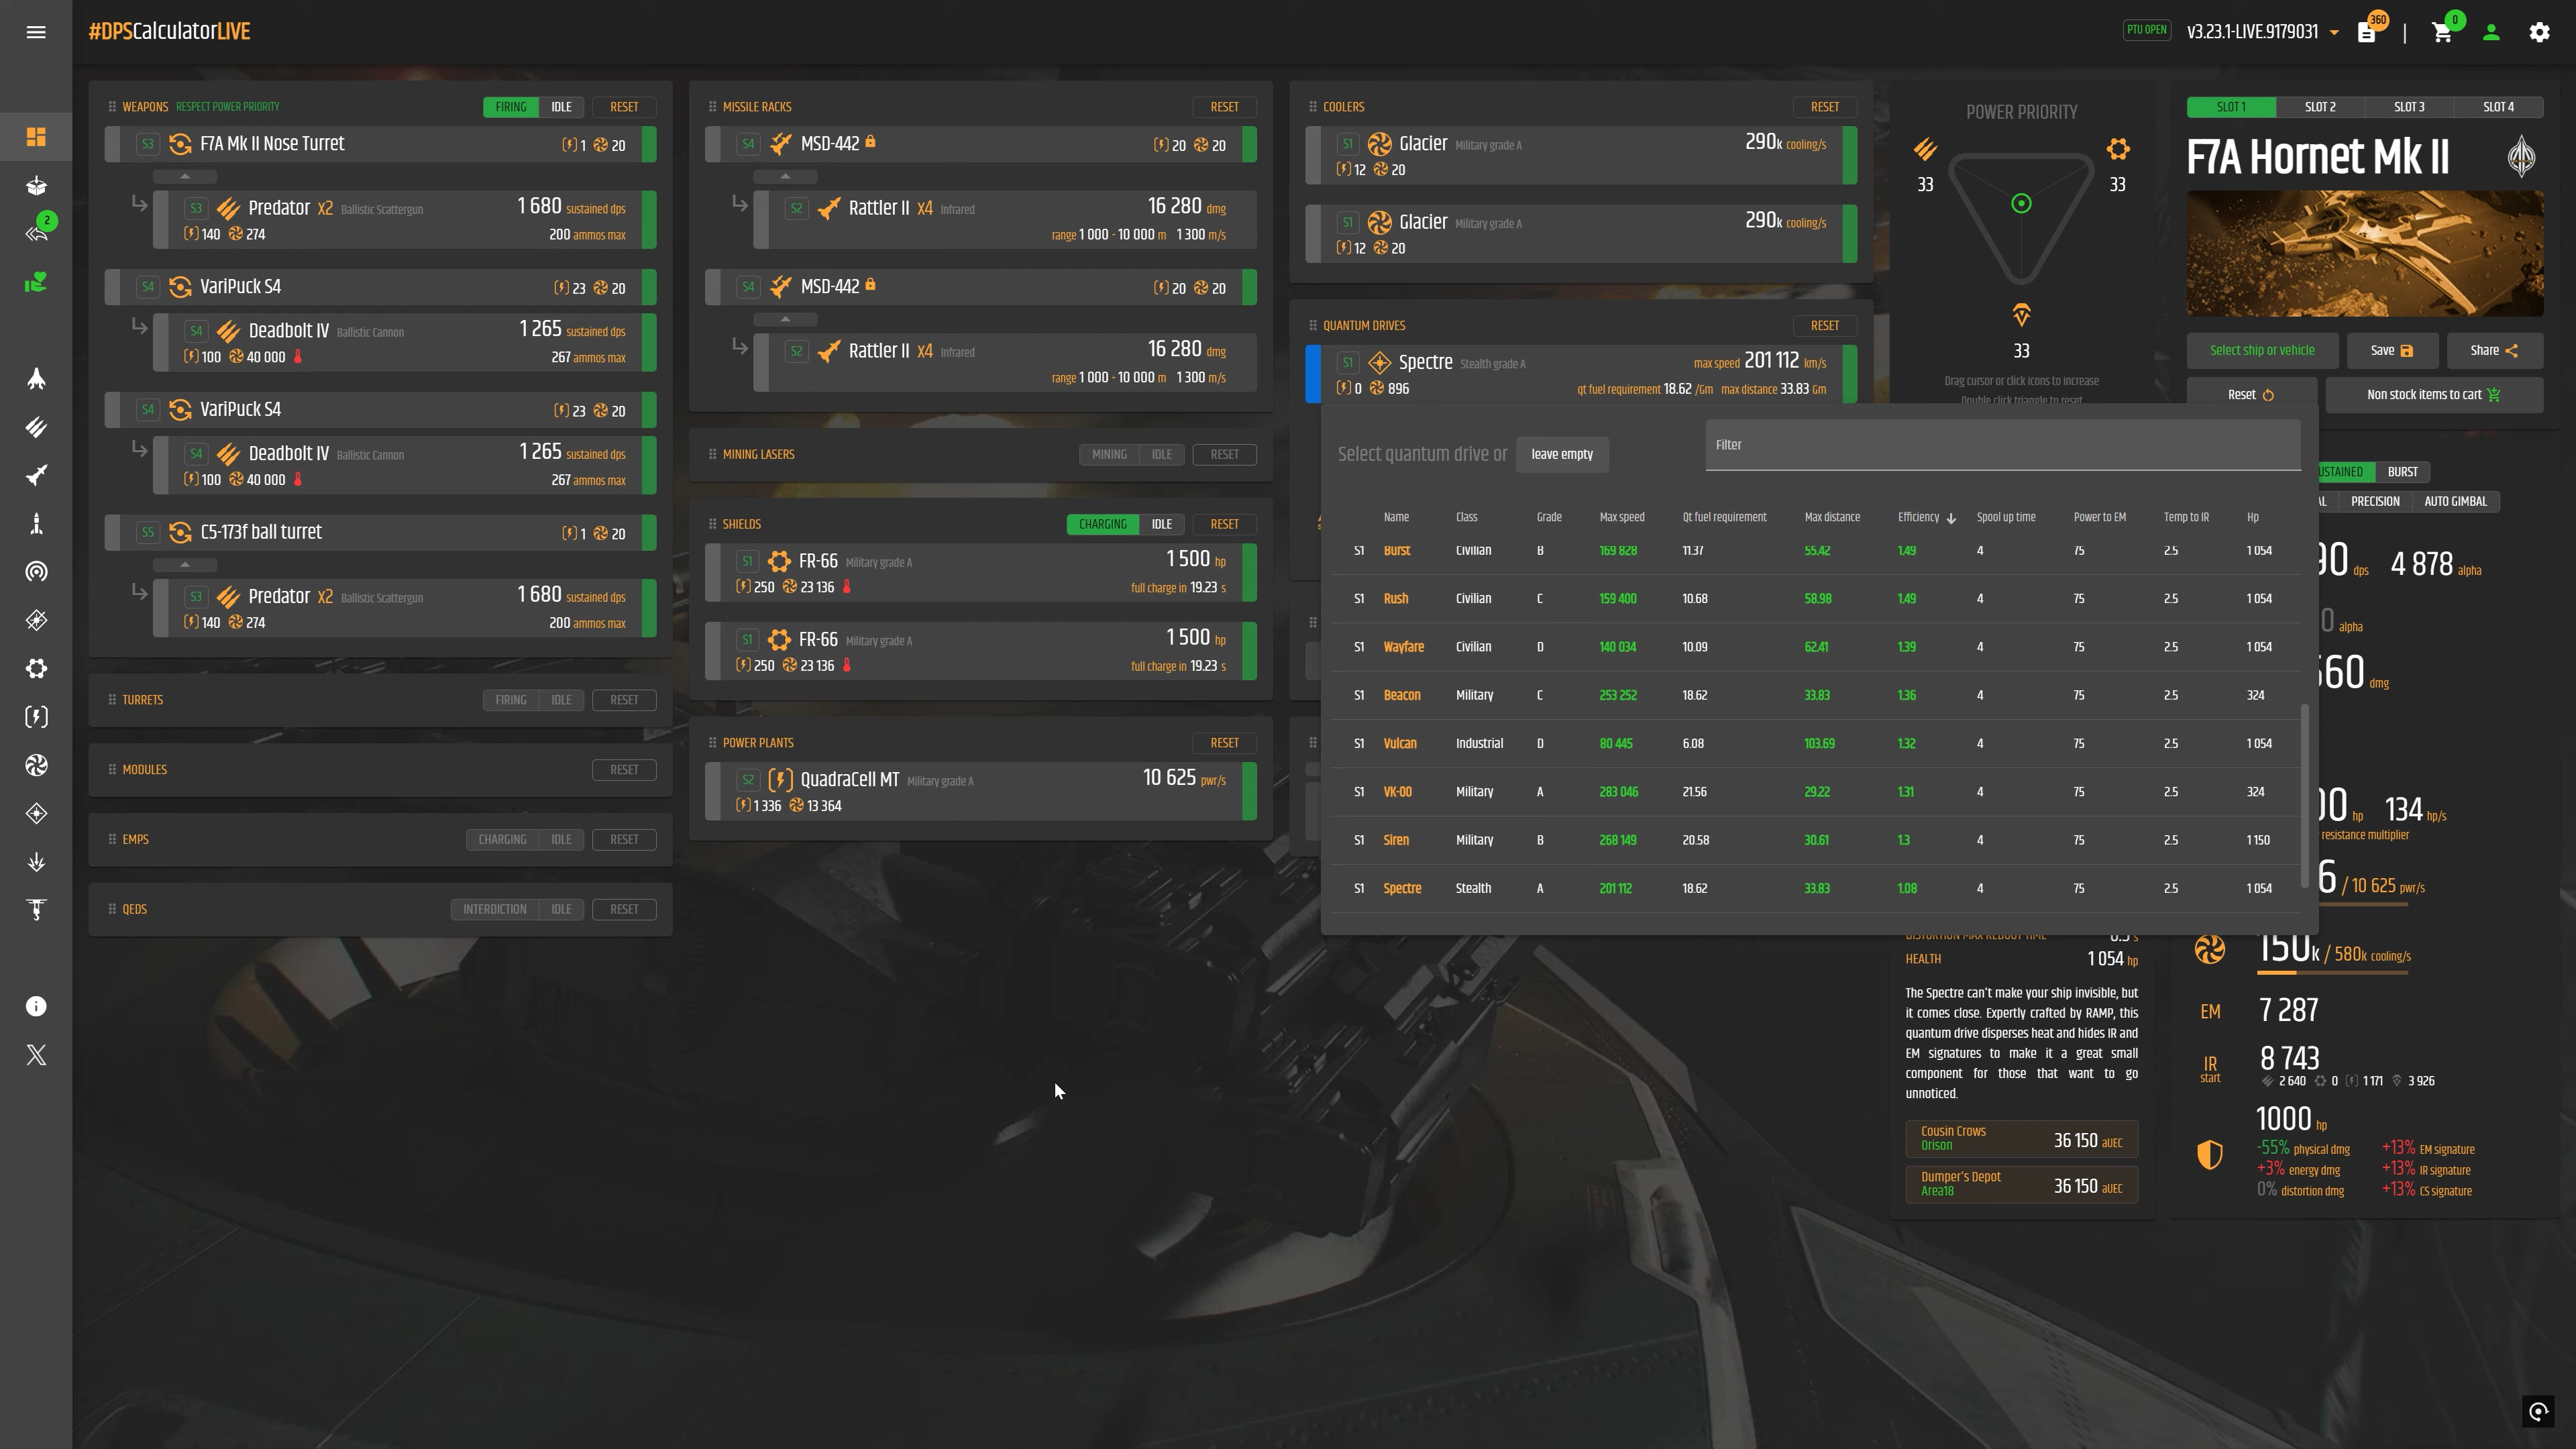 #DPSCalculatorLIVE
PTU OPEN
v3.23.1-LIVE.9179031
360
0
2
WEAPONS RESPECT POWER PRIORITY FIRING IDLE RESET
S3 F7A Mk II Nose Turret 1 20
S3 Predator x2 Ballistic Scattergun 1 680 sustained dps
140 274 200 ammos max
S4 VariPuck S4 23 20
S4 Deadbolt IV Ballistic Cannon 1 265 sustained dps
100 40 000 267 ammos max
S4 VariPuck S4 23 20
S4 Deadbolt IV Ballistic Cannon 1 265 sustained dps
100 40 000 267 ammos max
S5 C5-173f ball turret 1 20
S3 Predator x2 Ballistic Scattergun 1 680 sustained dps
140 274 200 ammos max
TURRETS FIRING IDLE RESET
MODULES RESET
EMPS CHARGING IDLE RESET
QEDS INTERDICTION IDLE RESET
MISSILE RACKS RESET
S4 MSD-442 20 20
S2 Rattler II x4 Infrared 16 280 dmg
range 1 000 - 10 000 m 1 300 m/s
S4 MSD-442 20 20
S2 Rattler II x4 Infrared 16 280 dmg
range 1 000 - 10 000 m 1 300 m/s
MINING LASERS MINING IDLE RESET
SHIELDS CHARGING IDLE RESET
S1 FR-66 Military grade A 1 500 hp
250 23 136 full charge in 19.23 s
S1 FR-66 Military grade A 1 500 hp
250 23 136 full charge in 19.23 s
POWER PLANTS RESET
S2 QuadraCell MT Military grade A 10 625 pwr/s
1 336 13 364
COOLERS RESET
S1 Glacier Military grade A 290k cooling/s
12 20
S1 Glacier Military grade A 290k cooling/s
12 20
QUANTUM DRIVES RESET
S1 Spectre Stealth grade A max speed 201 112 km/s
0 896 qt fuel requirement 18.62 /Gm max distance 33.83 Gm
Select quantum drive or leave empty Filter
Name Class Grade Max speed Qt fuel requirement Max distance Efficiency Spool up time Power to EM Temp to IR Hp
S1 Burst Civilian B 169 828 11.37 55.42 1.49 4 75 2.5 1 054
S1 Rush Civilian C 159 400 10.68 58.98 1.49 4 75 2.5 1 054
S1 Wayfare Civilian D 140 034 10.09 62.41 1.39 4 75 2.5 1 054
S1 Beacon Military C 253 252 18.62 33.83 1.36 4 75 2.5 324
S1 Vulcan Industrial D 80 445 6.08 103.69 1.32 4 75 2.5 1 054
S1 VK-00 Military A 283 046 21.56 29.22 1.31 4 75 2.5 324
S1 Siren Military B 268 149 20.58 30.61 1.3 4 75 2.5 1 150
S1 Spectre Stealth A 201 112 18.62 33.83 1.08 4 75 2.5 1 054
POWER PRIORITY
33 33
33
Drag cursor or click icons to increase
Double click triangle to reset
HEALTH 1 054 hp
The Spectre can't make your ship invisible, but
it comes close. Expertly crafted by RAMP, this
quantum drive disperses heat and hides IR and
EM signatures to make it a great small
component for those that want to go
unnoticed.
Cousin Crows
Orison
36 150 aUEC
Dumper's Depot
Area18
36 150 aUEC
SLOT 1 SLOT 2 SLOT 3 SLOT 4
F7A Hornet Mk II
Select ship or vehicle Save Share
Reset Non stock items to cart
BURST
PRECISION AUTO GIMBAL
dps 4 878 alpha
alpha
dmg
hp 134 hp/s
resistance multiplier
/ 10 625 pwr/s
150k / 580k cooling/s
EM 7 287
IR start 8 743
2 640 0 1 171 3 926
1000 hp
-55% physical dmg +13% EM signature
+3% energy dmg +13% IR signature
0% distortion dmg +13% CS signature